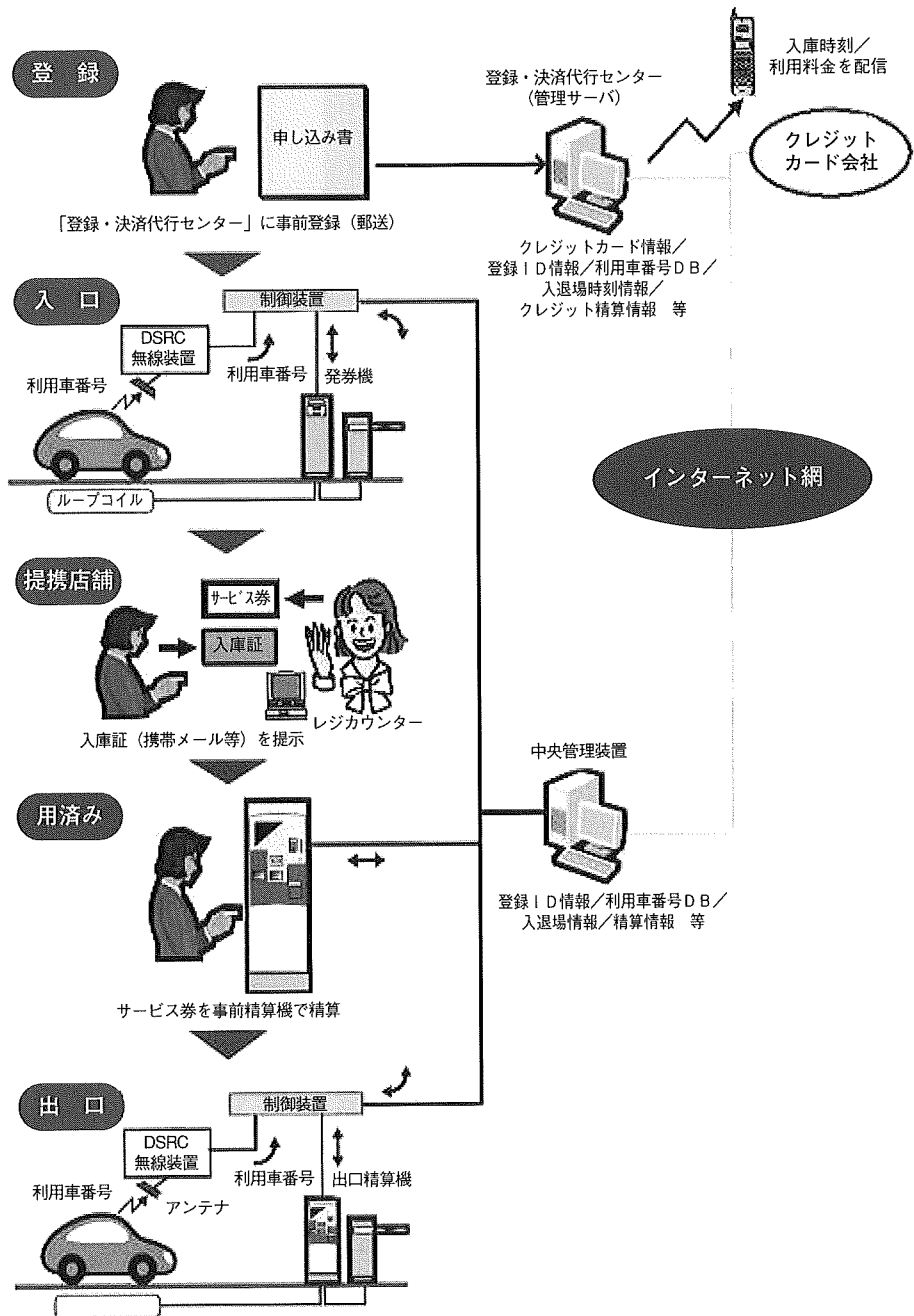 登　録
申し込み書
「登録・決済代行センター」に事前登録（郵送）
登録・決済代行センター
（管理サーバ）
入庫時刻／
利用料金を配信
クレジット
カード会社
クレジットカード情報／
登録ＩＤ情報／利用車番号ＤＢ／
入退場時刻情報／
クレジット精算情報　等
入　口
制御装置
DSRC
無線装置
利用車番号
利用車番号
発券機
ループコイル
インターネット網
提携店舗
サービス券
入庫証
レジカウンター
入庫証（携帯メール等）を提示
用済み
サービス券を事前精算機で精算
中央管理装置
登録ＩＤ情報／利用車番号ＤＢ／
入退場情報／精算情報　等
出　口
制御装置
DSRC
無線装置
利用車番号
出口精算機
利用車番号
アンテナ